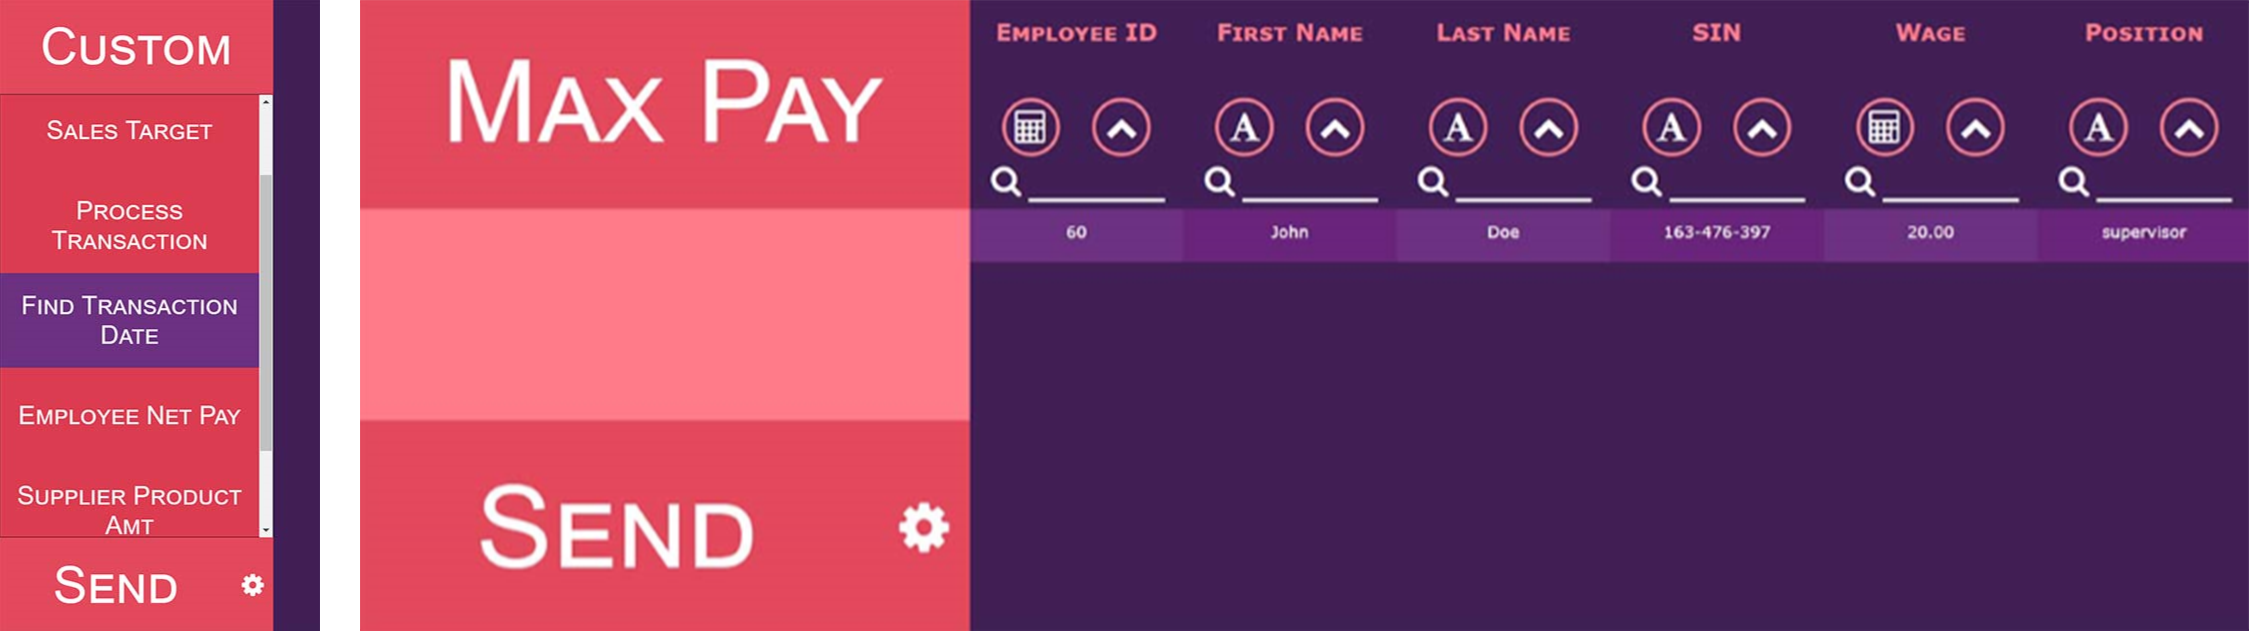 CUSTOM
SALES TARGET
PROCESS
TRANSACTION
FIND TRANSACTION
DATE
EMPLOYEE NET PAY
SUPPLIER PRODUCT
AMT
SEND
MAX PAY
SEND
EMPLOYEE ID FIRST NAME LAST NAME SIN WAGE POSITION
A A A A
60 John Doe 163-476-397 20.00 supervisor